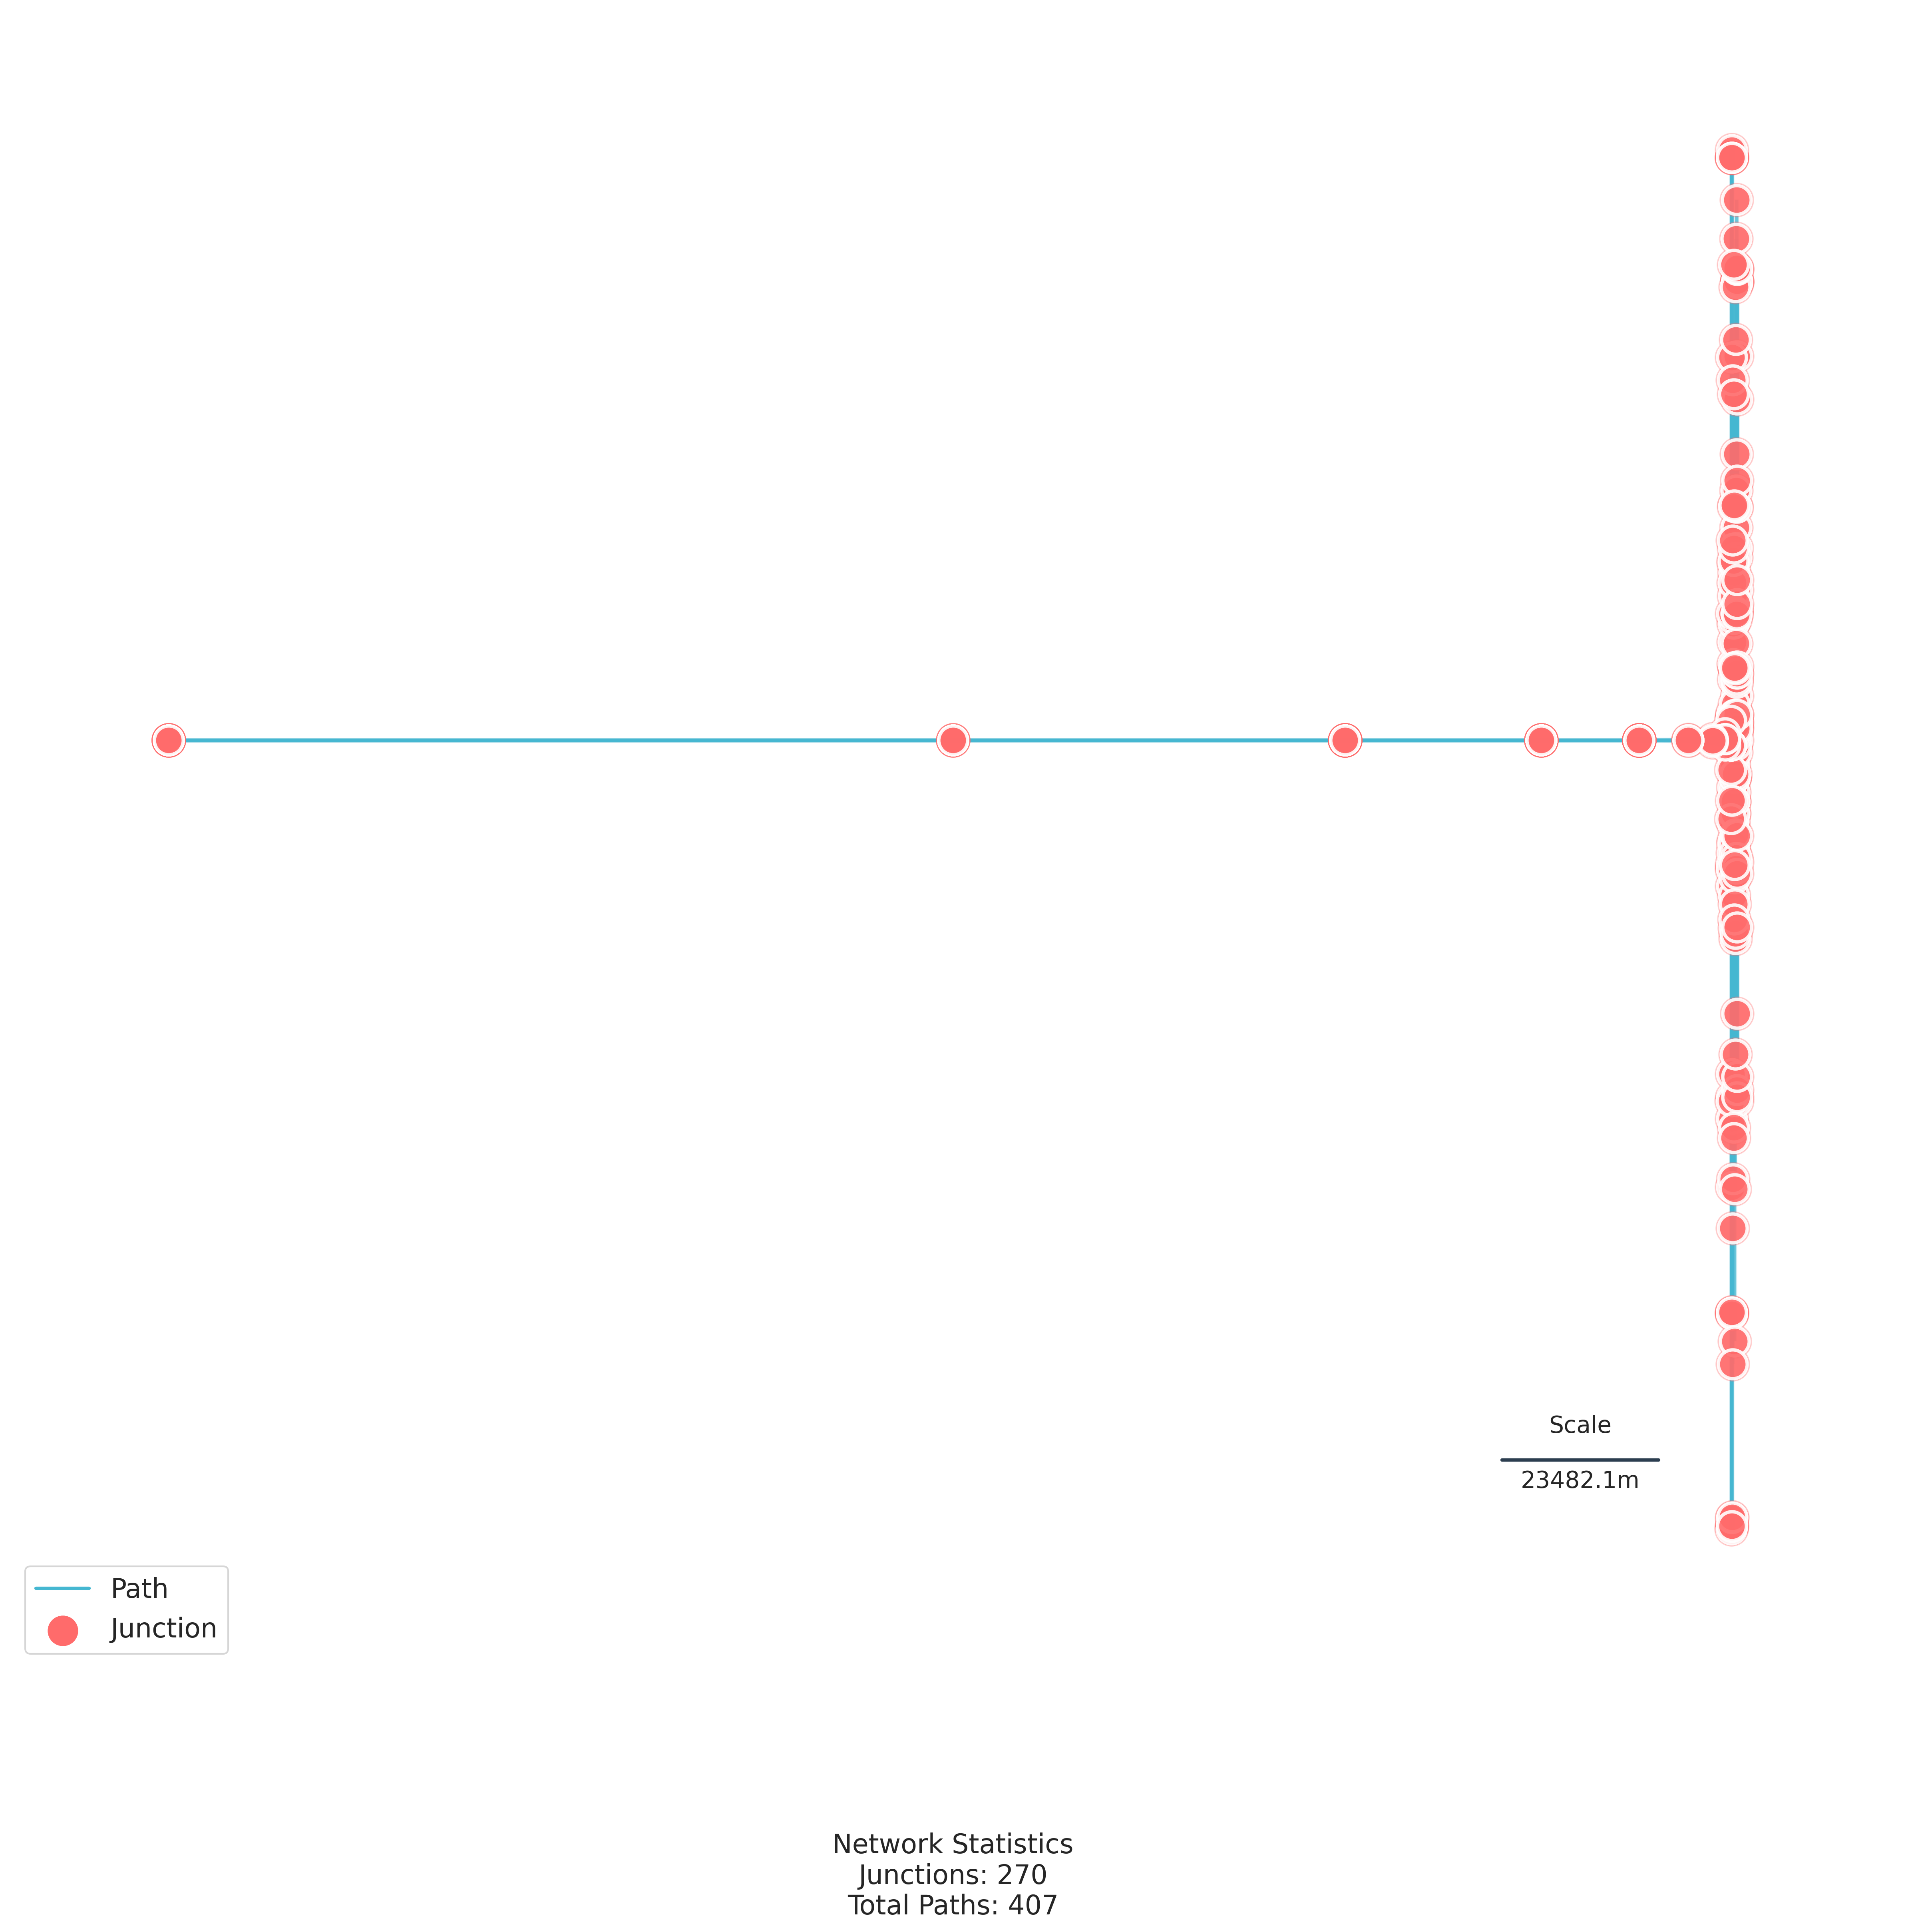 Scale
23482.1m
Path
Junction
Network Statistics
Junctions: 270
Total Paths: 407